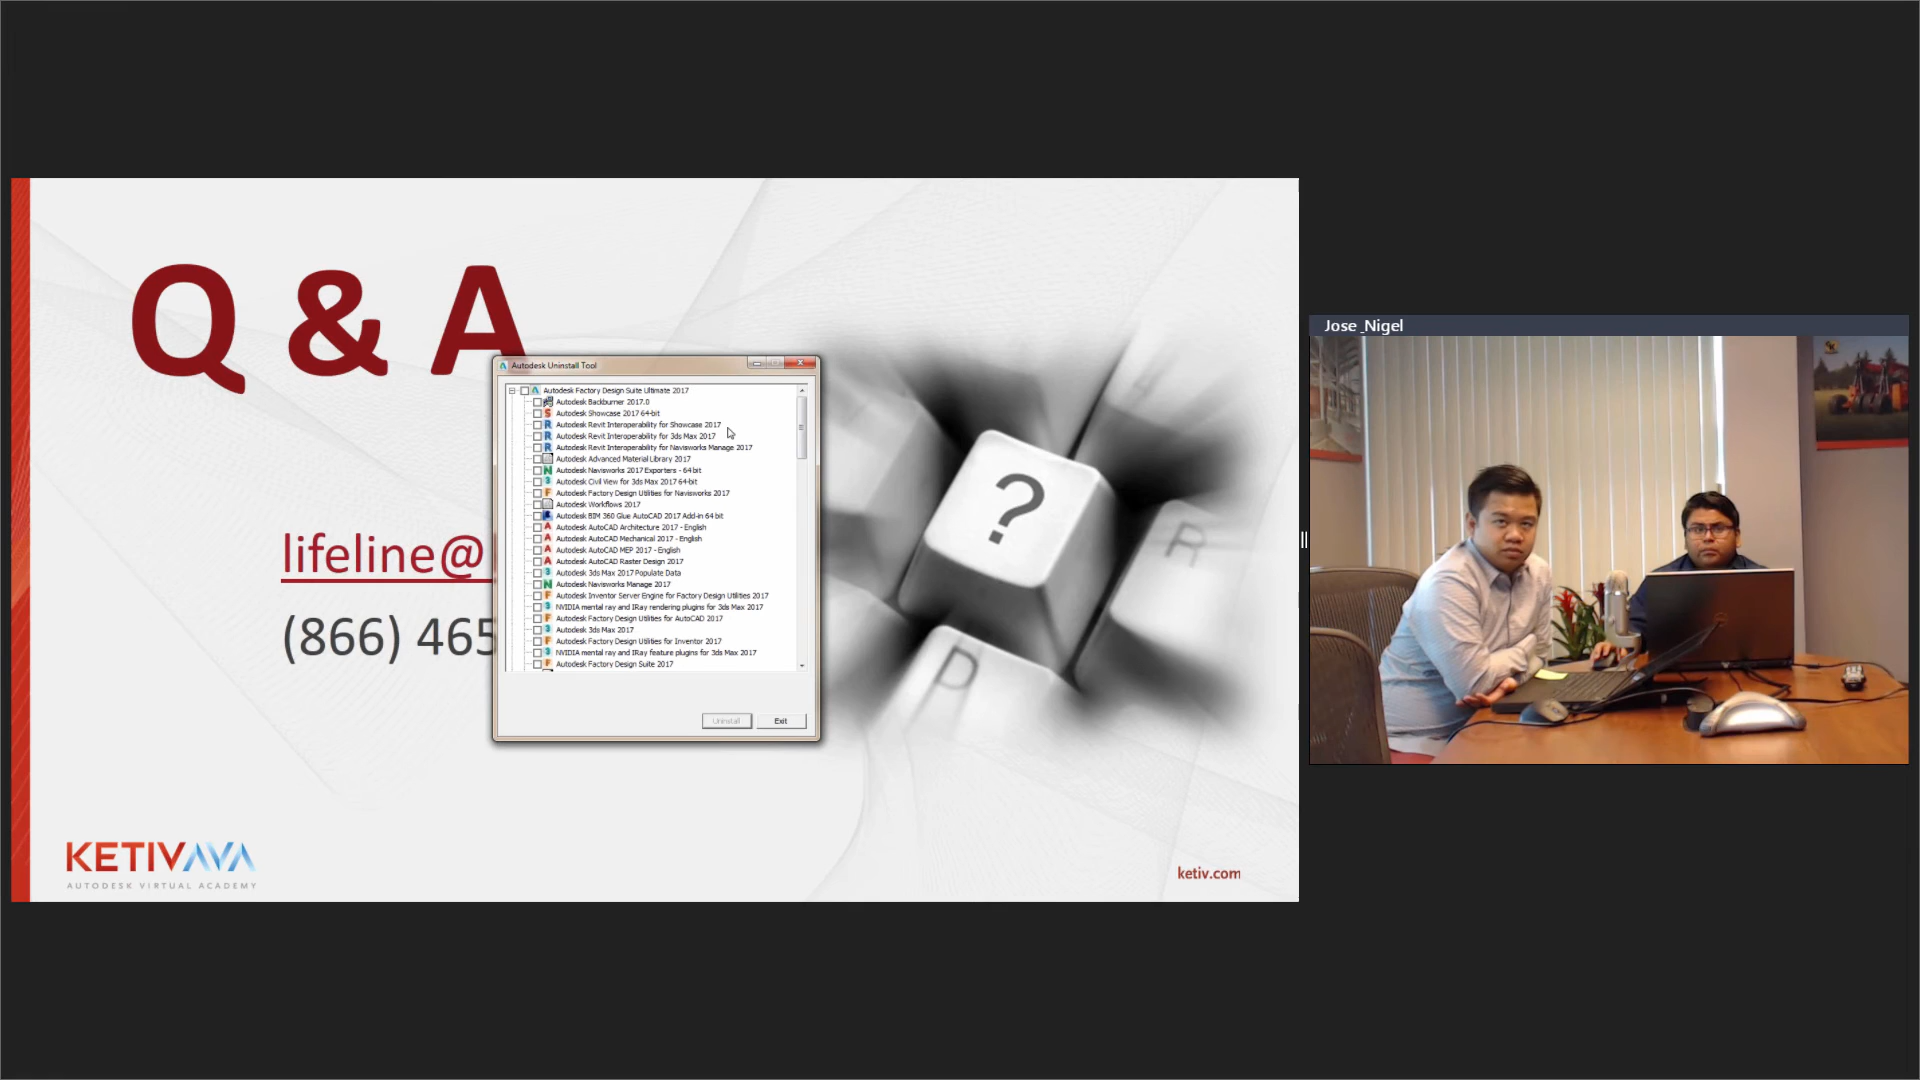 Q & A
lifeline@
(866) 465
Autodesk Uninstall Tool
Autodesk Factory Design Suite Ultimate 2017
Autodesk Backburner 2017.0
Autodesk Showcase 2017 64-bit
Autodesk Revit Interoperability for Showcase 2017
Autodesk Revit Interoperability for 3ds Max 2017
Autodesk Revit Interoperability for Navisworks Manage 2017
Autodesk Advanced Material Library 2017
Autodesk Navisworks 2017 Exporters - 64 bit
Autodesk Civil View for 3ds Max 2017 64-bit
Autodesk Factory Design Utilities for Navisworks 2017
Autodesk Workflows 2017
Autodesk BIM 360 Glue AutoCAD 2017 Add-in 64 bit
Autodesk AutoCAD Architecture 2017 - English
Autodesk AutoCAD Mechanical 2017 - English
Autodesk AutoCAD MEP 2017 - English
Autodesk AutoCAD Raster Design 2017
Autodesk 3ds Max 2017 Populate Data
Autodesk Navisworks Manage 2017
Autodesk Inventor Server Engine for Factory Design Utilities 2017
NVIDIA mental ray and IRay rendering plugins for 3ds Max 2017
Autodesk Factory Design Utilities for AutoCAD 2017
Autodesk 3ds Max 2017
Autodesk Factory Design Utilities for Inventor 2017
NVIDIA mental ray and IRay feature plugins for 3ds Max 2017
Autodesk Factory Design Suite 2017
Uninstall
Exit
?
R
P
KETIVAVA
AUTODESK VIRTUAL ACADEMY
ketiv.com
Jose_Nigel